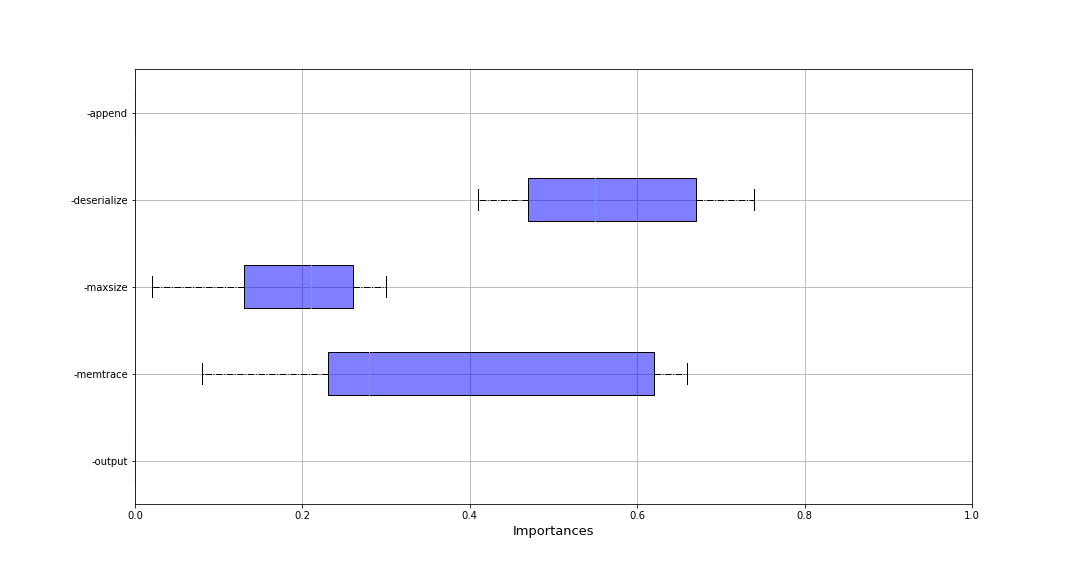 -append
-deserialize
-maxsize
-memtrace
-output
0.0 0.2 0.4 0.6 0.8 1.0
Importances